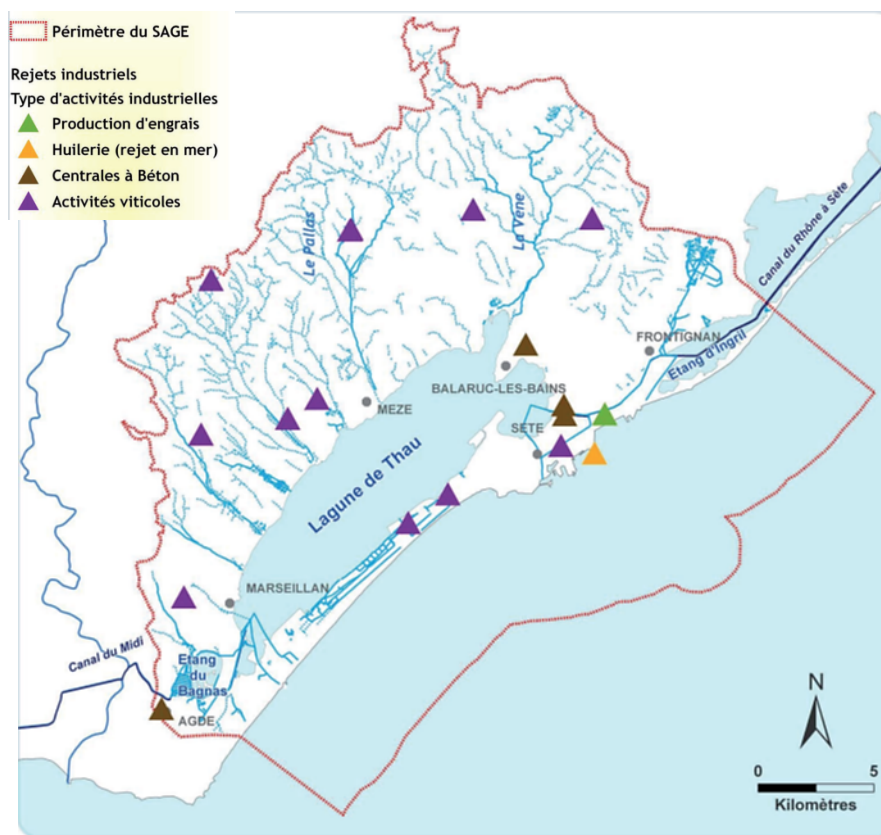 Périmètre du SAGE
Rejets industriels
Type d'activités industrielles
Production d'engrais
Huilerie (rejet en mer)
Centrales à Béton
Activités viticoles
Le Pallas
La Vène
Canal du Rhône à Sète
FRONTIGNAN
Etang d'Ingril
BALARUC-LES-BAINS
MEZE
SETE
Lagune de Thau
MARSEILLAN
Canal du Midi
Etang
du
Bagnas
AGDE
N
0 5
Kilomètres